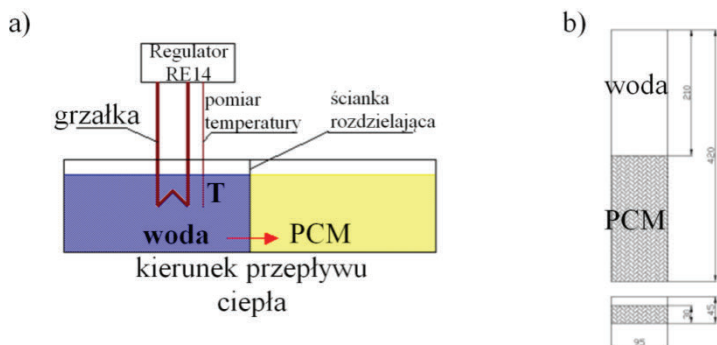 a)
Regulator
RE14
grzałka
pomiar
temperatury
ścianka
rozdzielająca
T
woda
PCM
kierunek przepływu
ciepła
b)
woda
210
420
PCM
30
45
95